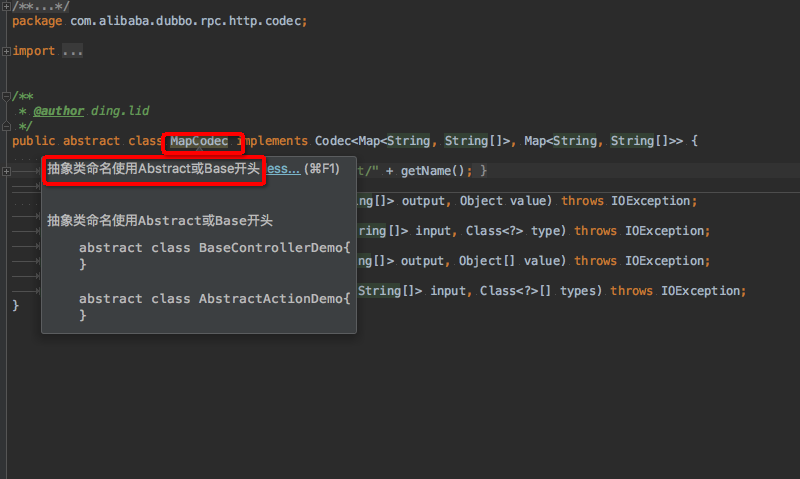 /**...*/
package com.alibaba.dubbo.rpc.http.codec;
import ...
/**
* @author ding.lid
*/
public abstract class MapCodec implements Codec<Map<String, String[]>, Map<String, String[]>> {
抽象类命名使用Abstract或Base开头 ess... (⌘F1)
t/" + getName(); }
抽象类命名使用Abstract或Base开头
abstract class BaseControllerDemo{
}
abstract class AbstractActionDemo{
}
ng[]> output, Object value) throws IOException;
ring[]> input, Class<?> type) throws IOException;
ng[]> output, Object[] value) throws IOException;
String[]> input, Class<?>[] types) throws IOException;
}